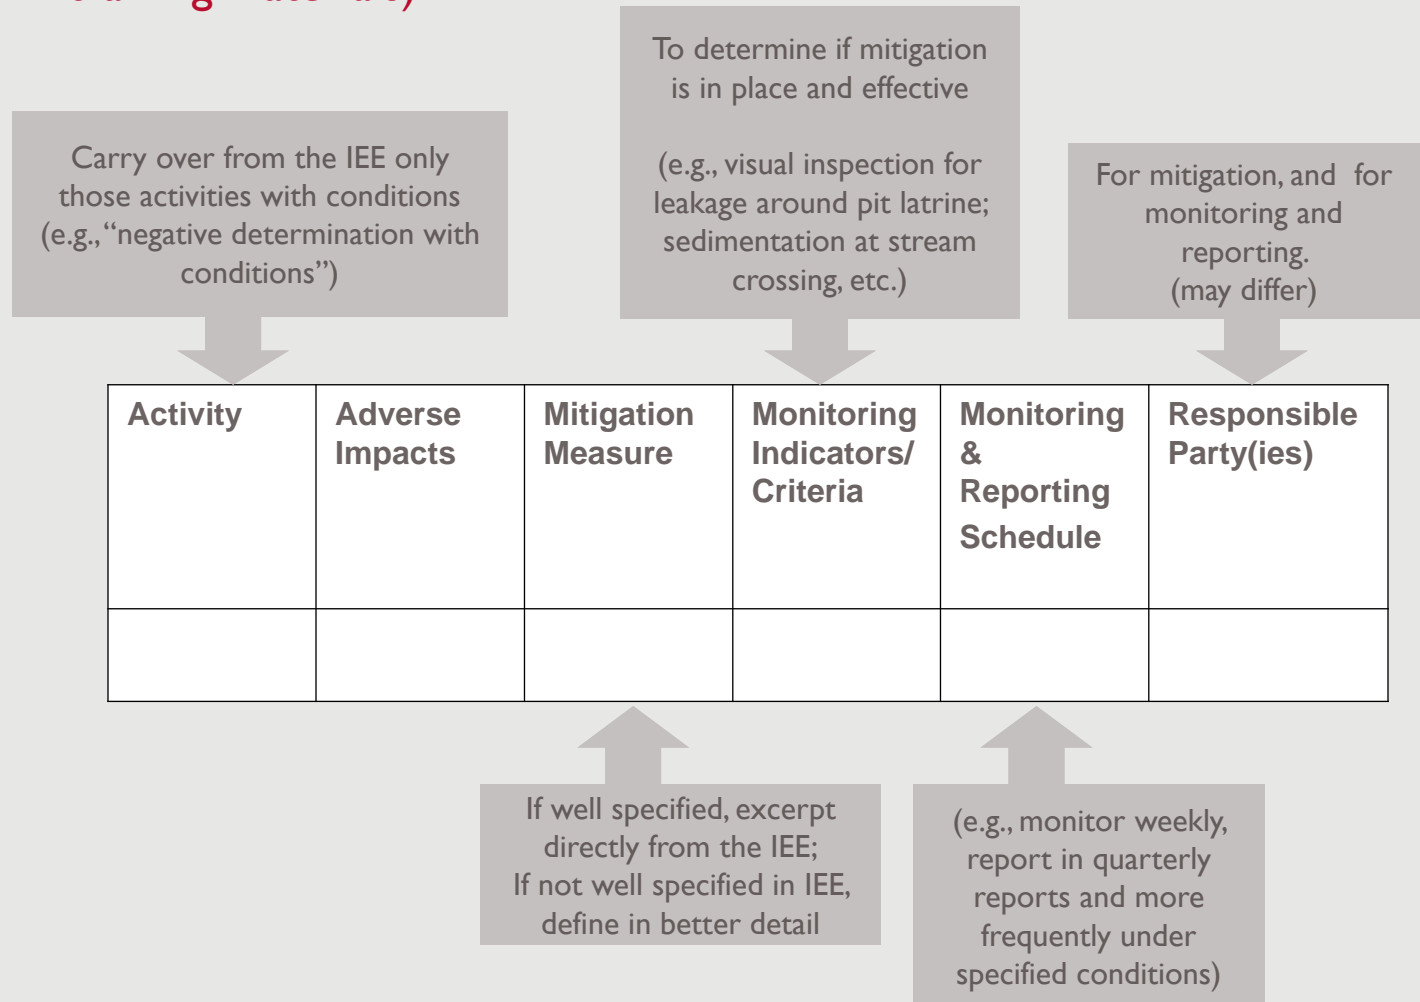 To determine if mitigation
is in place and effective
(e.g., visual inspection for
leakage around pit latrine;
sedimentation at stream
crossing, etc.)
Carry over from the IEE only
those activities with conditions
(e.g., “negative determination with
conditions”)
For mitigation, and for
monitoring and
reporting.
(may differ)
Activity
Adverse
Impacts
Mitigation
Measure
Monitoring
Indicators/
Criteria
Monitoring
&
Reporting
Schedule
Responsible
Party(ies)
If well specified, excerpt
directly from the IEE;
If not well specified in IEE,
define in better detail
(e.g., monitor weekly,
report in quarterly
reports and more
frequently under
specified conditions)